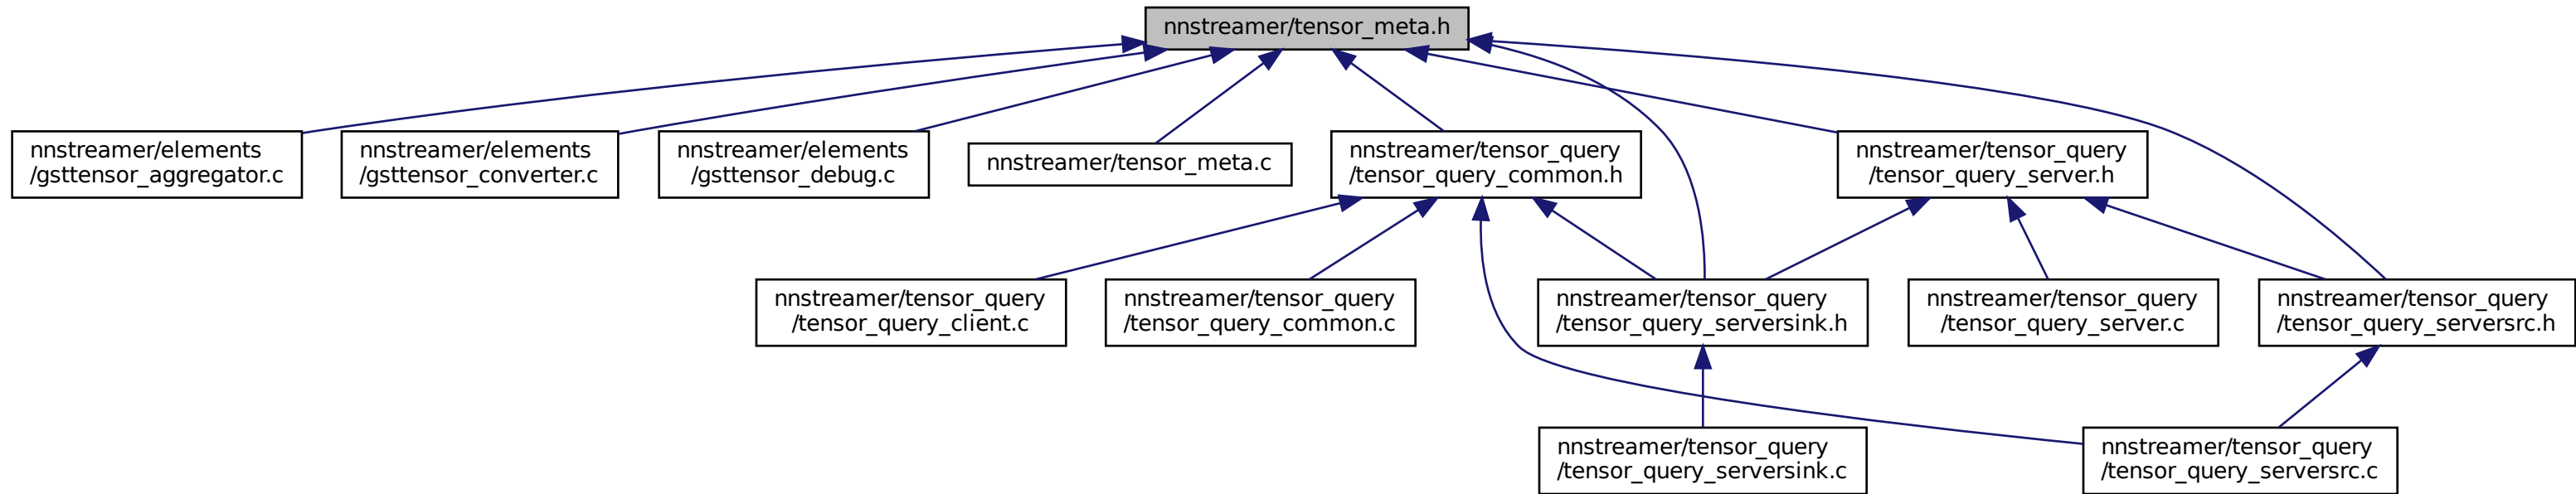 nnstreamer/tensor_meta.h
nnstreamer/elements
/gsttensor_aggregator.c
nnstreamer/elements
/gsttensor_converter.c
nnstreamer/elements
/gsttensor_debug.c
nnstreamer/tensor_meta.c
nnstreamer/tensor_query
/tensor_query_common.h
nnstreamer/tensor_query
/tensor_query_server.h
nnstreamer/tensor_query
/tensor_query_client.c
nnstreamer/tensor_query
/tensor_query_common.c
nnstreamer/tensor_query
/tensor_query_serversink.h
nnstreamer/tensor_query
/tensor_query_server.c
nnstreamer/tensor_query
/tensor_query_serversrc.h
nnstreamer/tensor_query
/tensor_query_serversink.c
nnstreamer/tensor_query
/tensor_query_serversrc.c